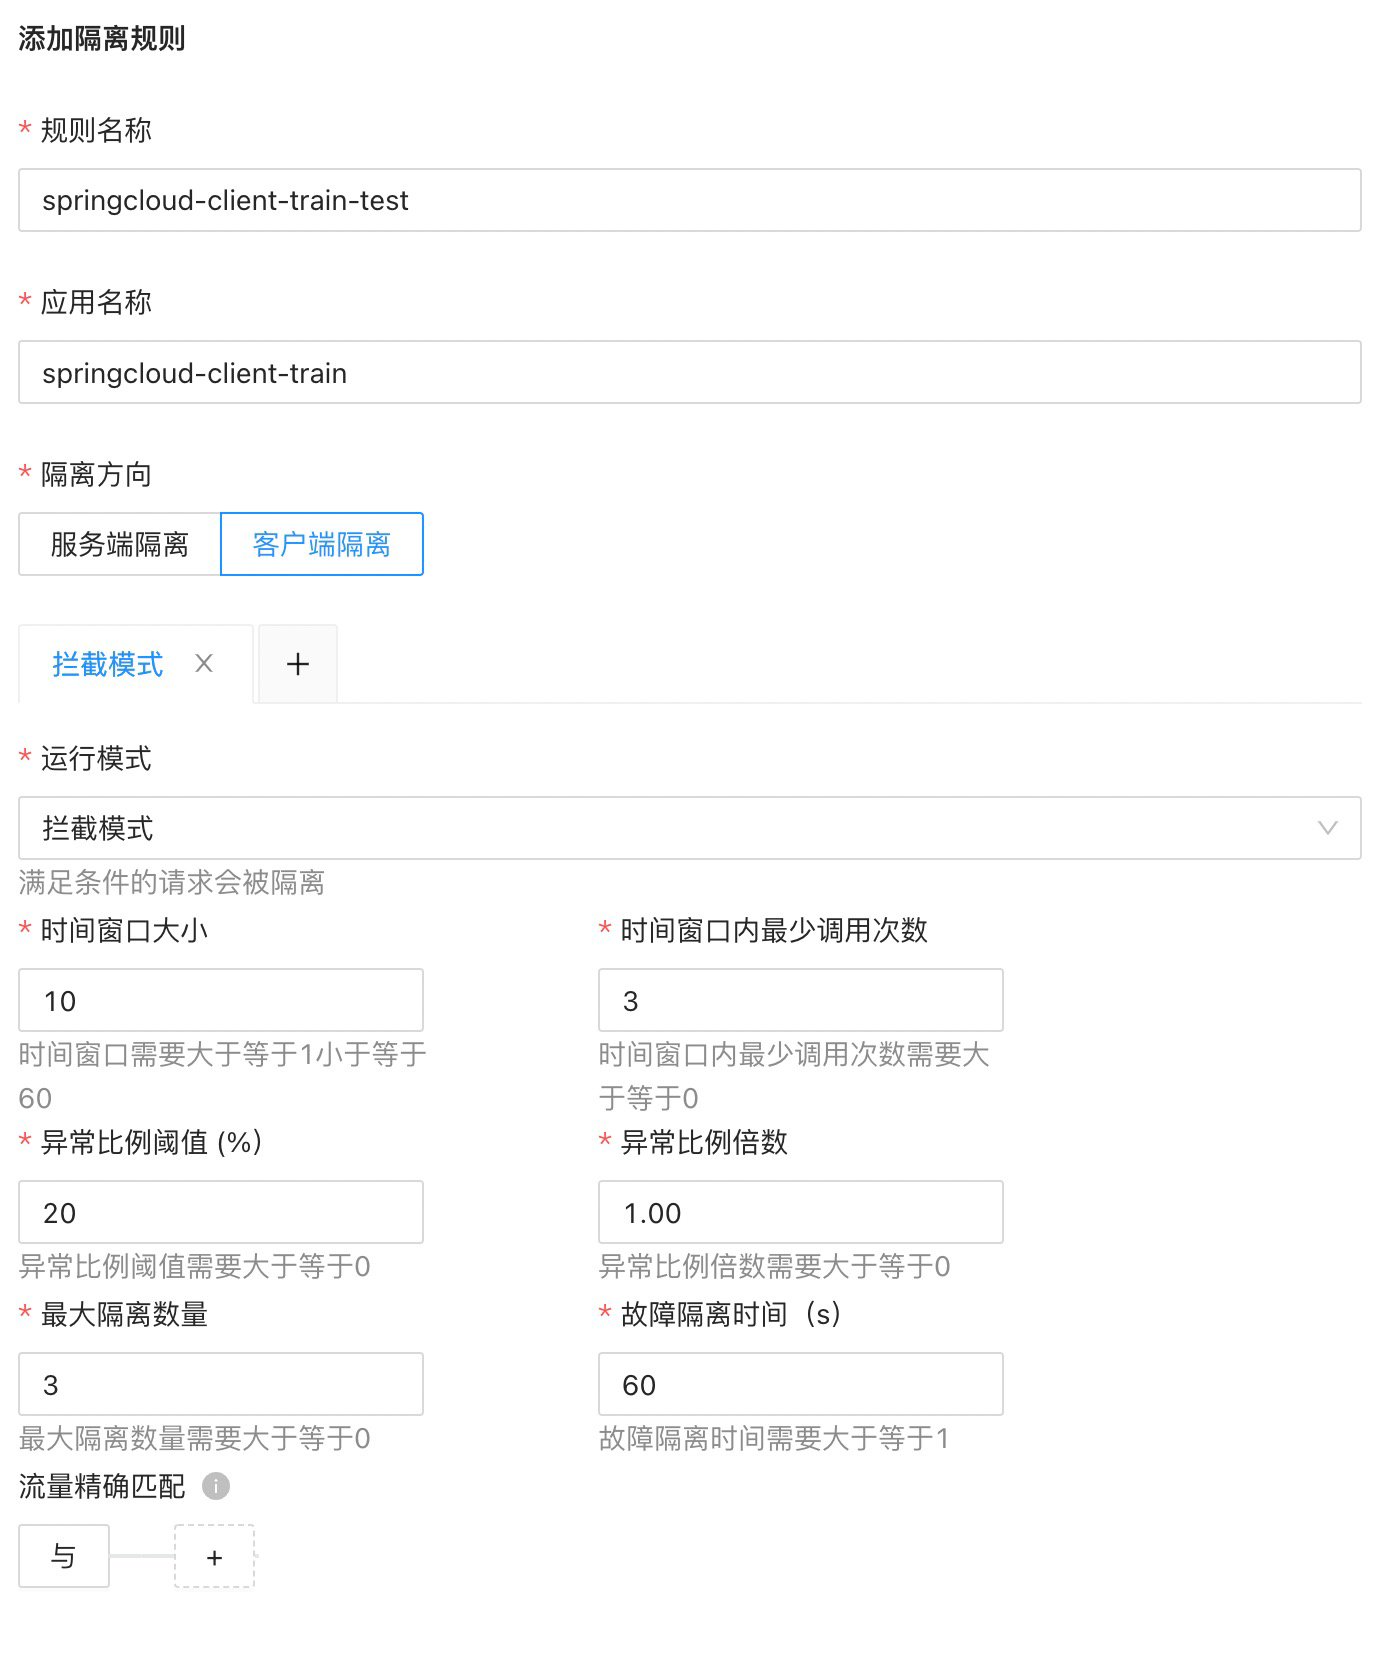 添加隔离规则
* 规则名称
springcloud-client-train-test
* 应用名称
springcloud-client-train
* 隔离方向
服务端隔离 客户端隔离
拦截模式 X +
* 运行模式
拦截模式
满足条件的请求会被隔离
* 时间窗口大小
10
时间窗口需要大于等于1小于等于
60
* 时间窗口内最少调用次数
3
时间窗口内最少调用次数需要大
于等于0
* 异常比例阈值 (%)
20
异常比例阈值需要大于等于0
* 异常比例倍数
1.00
异常比例倍数需要大于等于0
* 最大隔离数量
3
最大隔离数量需要大于等于0
* 故障隔离时间（s）
60
故障隔离时间需要大于等于1
流量精确匹配 i
与 +